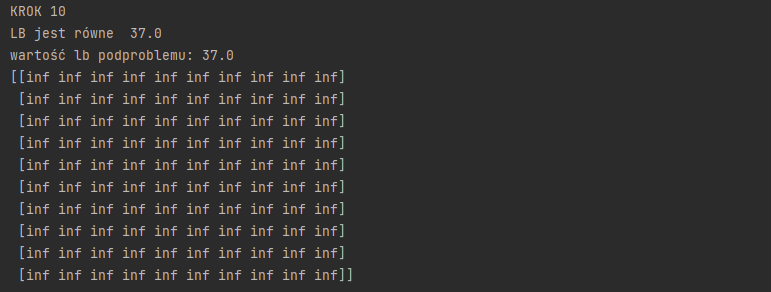 KROK 10
LB jest równe  37.0
wartość lb podproblemu: 37.0
[[inf inf inf inf inf inf inf inf inf inf]
 [inf inf inf inf inf inf inf inf inf inf]
 [inf inf inf inf inf inf inf inf inf inf]
 [inf inf inf inf inf inf inf inf inf inf]
 [inf inf inf inf inf inf inf inf inf inf]
 [inf inf inf inf inf inf inf inf inf inf]
 [inf inf inf inf inf inf inf inf inf inf]
 [inf inf inf inf inf inf inf inf inf inf]
 [inf inf inf inf inf inf inf inf inf inf]
 [inf inf inf inf inf inf inf inf inf inf]]